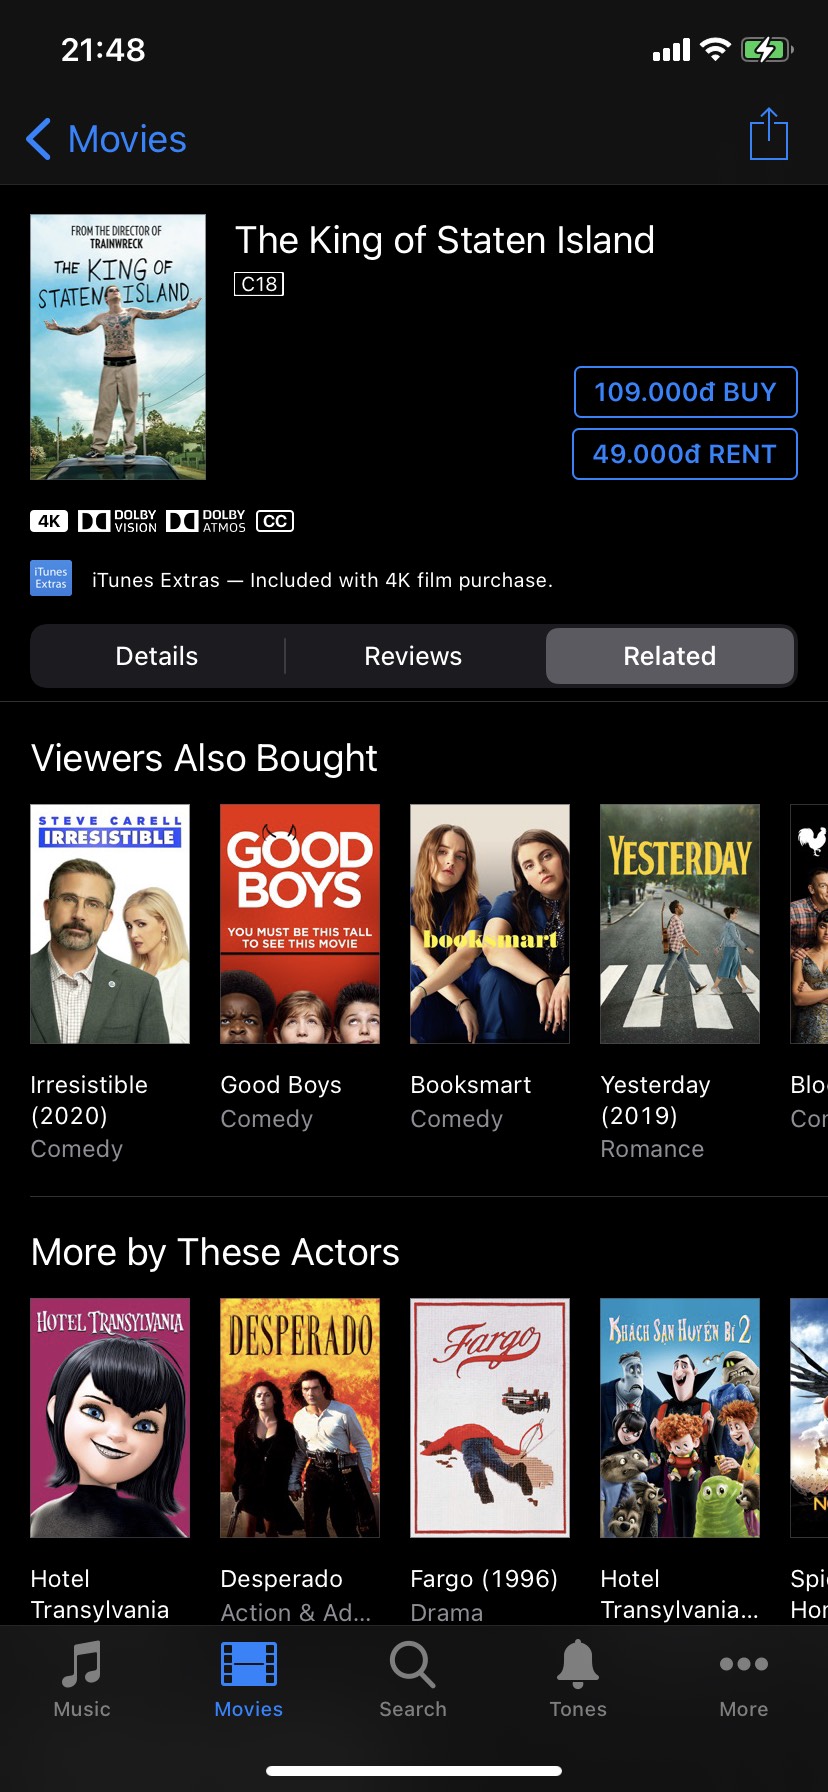 21:48
Movies
FROM THE DIRECTOR OF
TRAINWRECK
THE KING OF
STATEN ISLAND
The King of Staten Island
C18
109.000đ BUY
49.000đ RENT
4K DOLBY VISION DOLBY ATMOS CC
iTunes Extras
iTunes Extras — Included with 4K film purchase.
Details Reviews Related
Viewers Also Bought
STEVE CARELL
IRRESISTIBLE
GOOD
BOYS
YOU MUST BE THIS TALL
TO SEE THIS MOVIE
booksmart
YESTERDAY
Irresistible
(2020)
Comedy
Good Boys
Comedy
Booksmart
Comedy
Yesterday
(2019)
Romance
Blo
Cor
More by These Actors
HOTEL TRANSYLVANIA
DESPERADO
Fargo
KHÁCH SẠN HUYỀN BÍ 2
Hotel
Transylvania
Desperado
Action & Ad...
Fargo (1996)
Drama
Hotel
Transylvania...
Spi
Hor
Music Movies Search Tones More